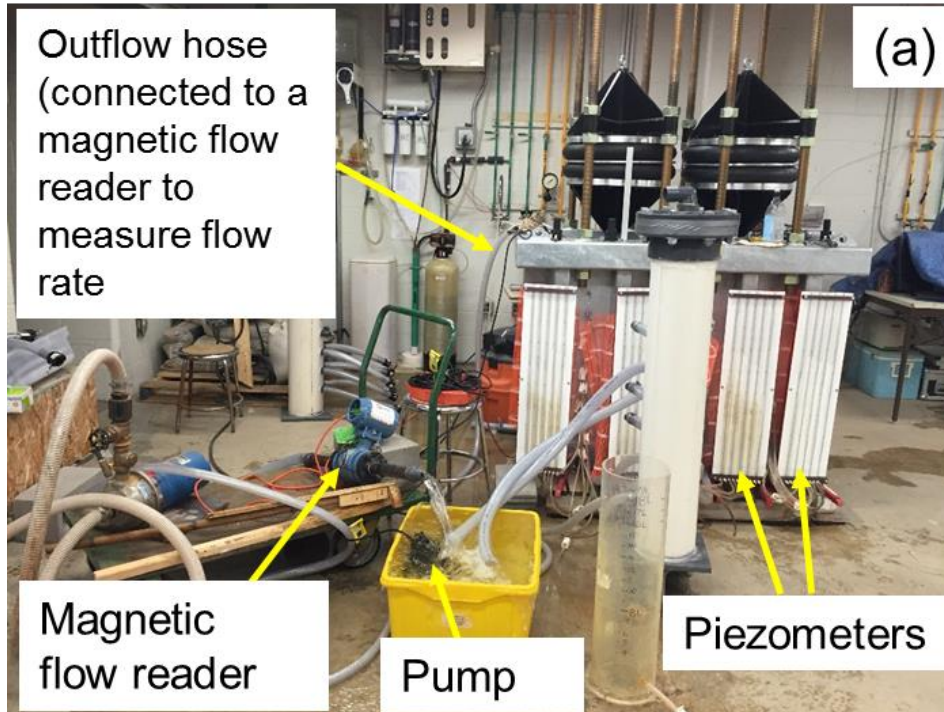 Outflow hose
(connected to a
magnetic flow
reader to
measure flow
rate
(a)
Magnetic
flow reader
Pump
Piezometers